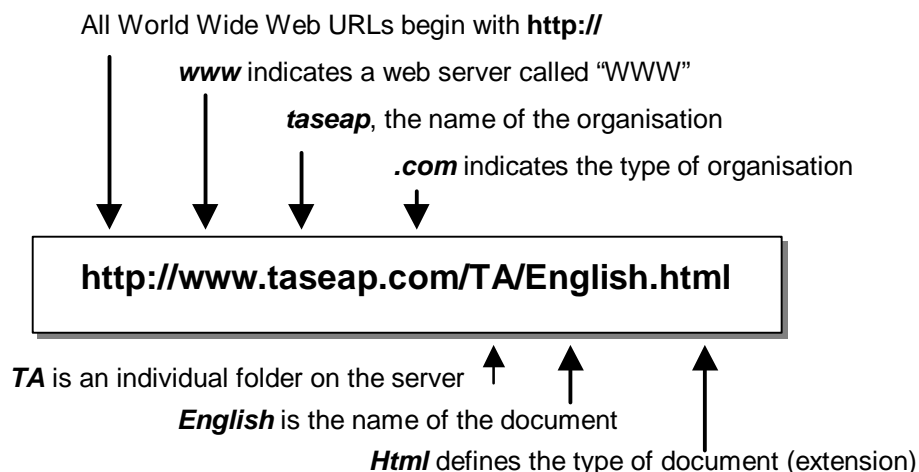 All World Wide Web URLs begin with http://
www indicates a web server called “WWW”
taseap, the name of the organisation
.com indicates the type of organisation
http://www.taseap.com/TA/English.html
TA is an individual folder on the server
English is the name of the document
Html defines the type of document (extension)